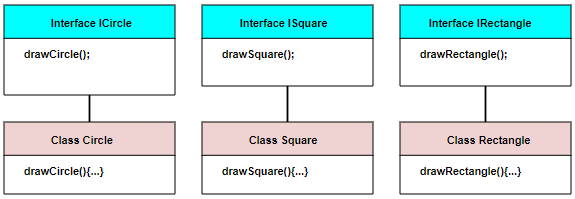 Interface ICircle
drawCircle();
Class Circle
drawCircle(){...}
Interface ISquare
drawSquare();
Class Square
drawSquare(){...}
Interface IRectangle
drawRectangle();
Class Rectangle
drawRectangle(){...}